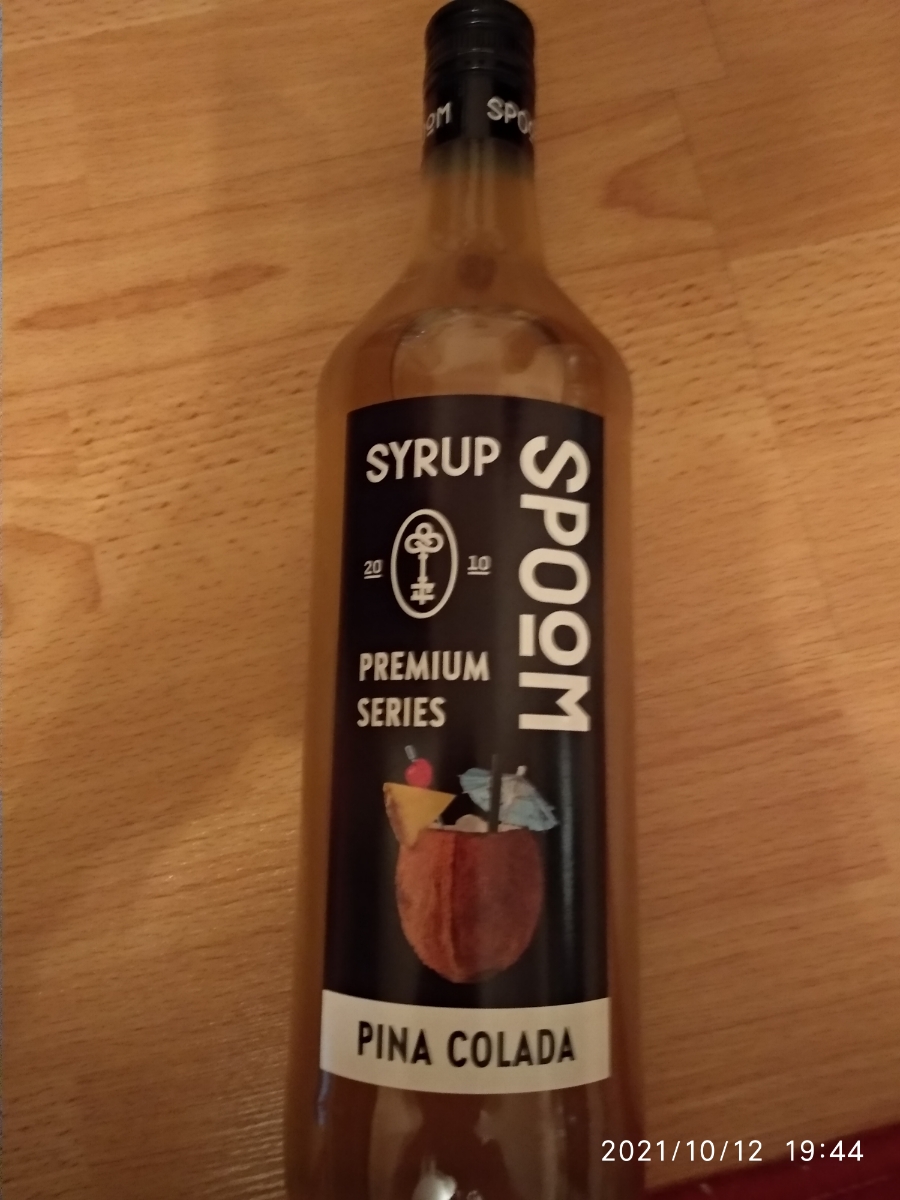 SPOOM
SYRUP
SPOOM
20 10
PREMIUM
SERIES
PINA COLADA
2021/10/12 19:44